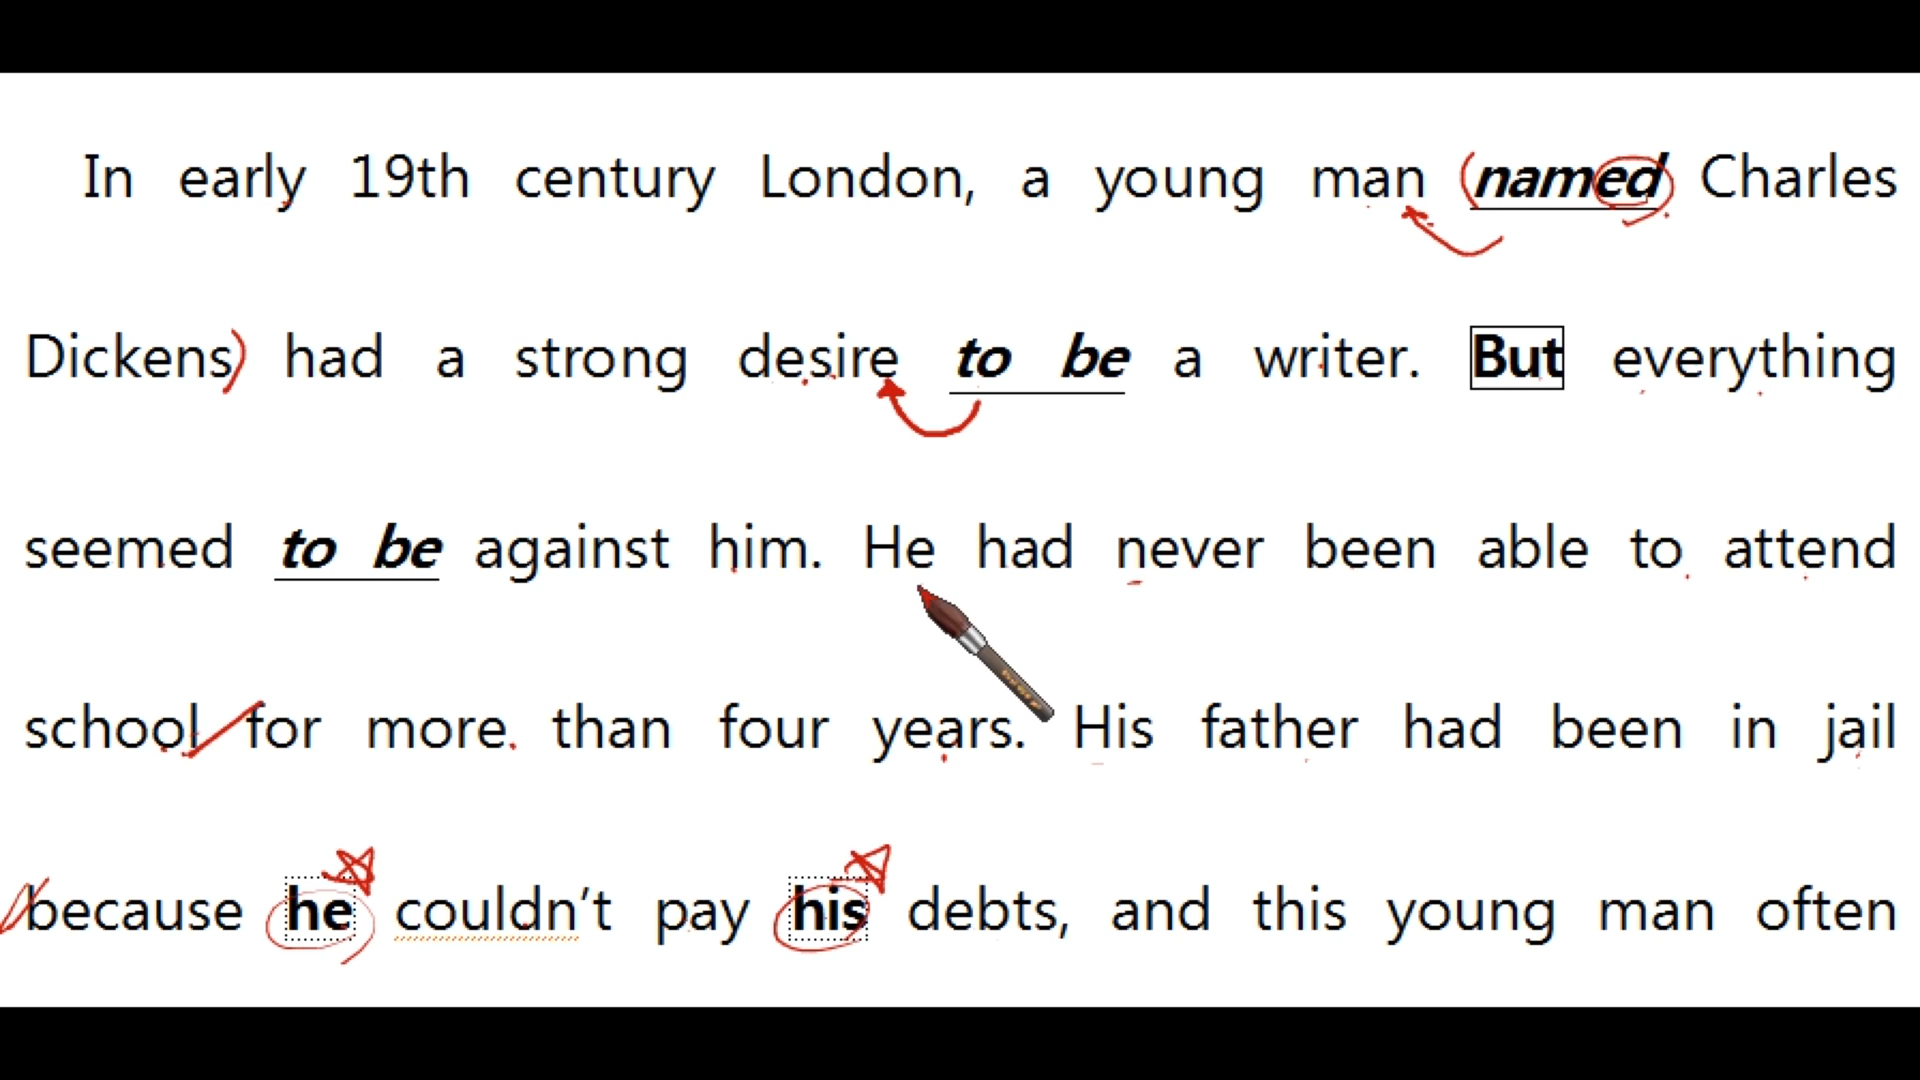 In early 19th century London, a young man named Charles
Dickens had a strong desire to be a writer. But everything
seemed to be against him. He had never been able to attend
school for more than four years. His father had been in jail
because he couldn’t pay his debts, and this young man often